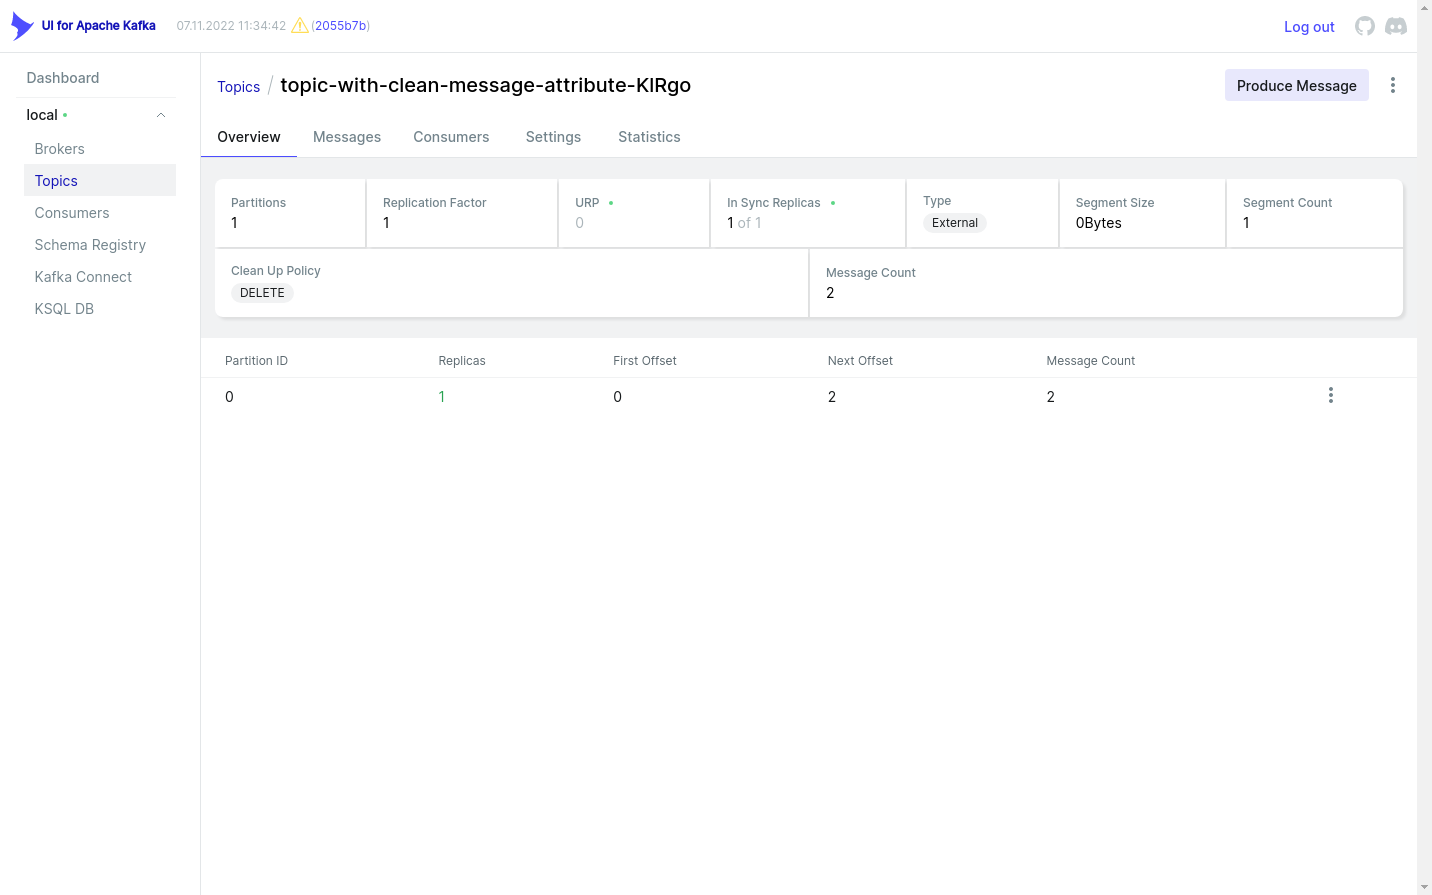 UI for Apache Kafka 07.11.2022 11:34:42 (2055b7b) Log out
Dashboard
local
Brokers
Topics
Consumers
Schema Registry
Kafka Connect
KSQL DB
Topics / topic-with-clean-message-attribute-KIRgo Produce Message
Overview Messages Consumers Settings Statistics
Partitions Replication Factor URP In Sync Replicas Type Segment Size Segment Count
1 1 0 1 of 1 External 0Bytes 1
Clean Up Policy Message Count
DELETE 2
Partition ID Replicas First Offset Next Offset Message Count
0 1 0 2 2